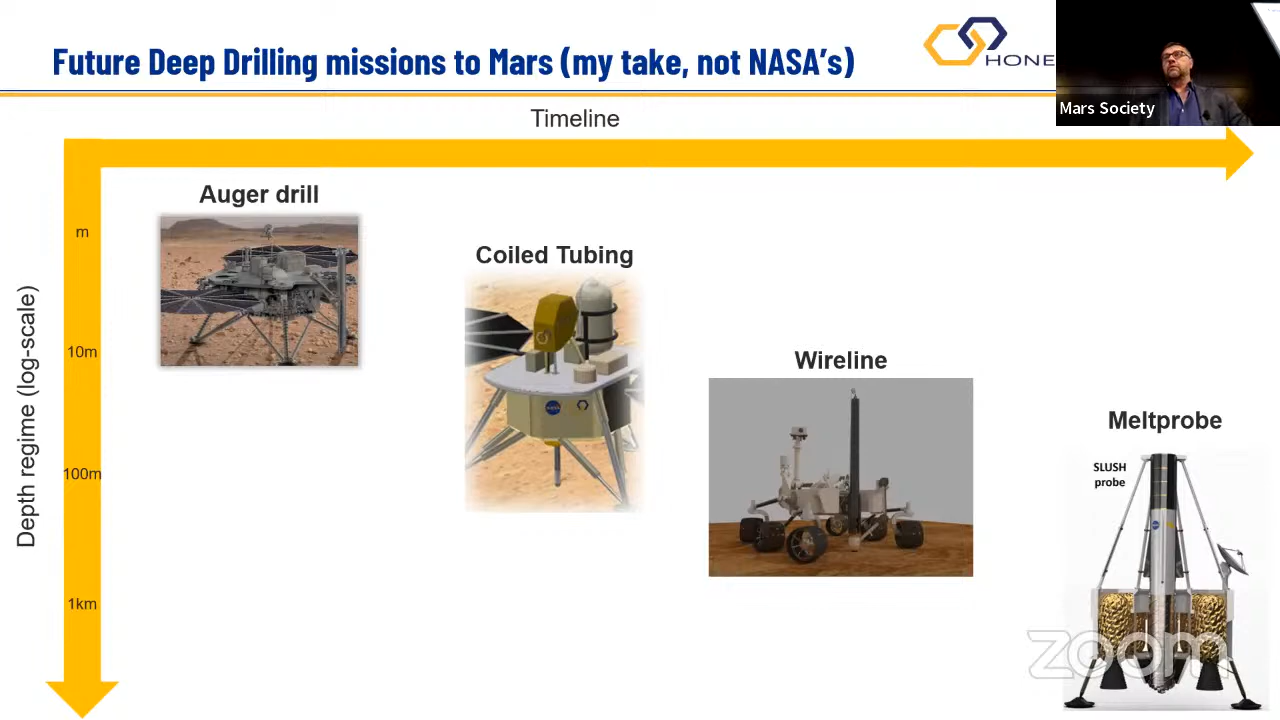 Future Deep Drilling missions to Mars (my take, not NASA's)
HONE
Mars Society
Timeline
Auger drill
Coiled Tubing
Wireline
Meltprobe
SLUSH
probe
Depth regime (log-scale)
m
10m
100m
1km
NASA
zoom